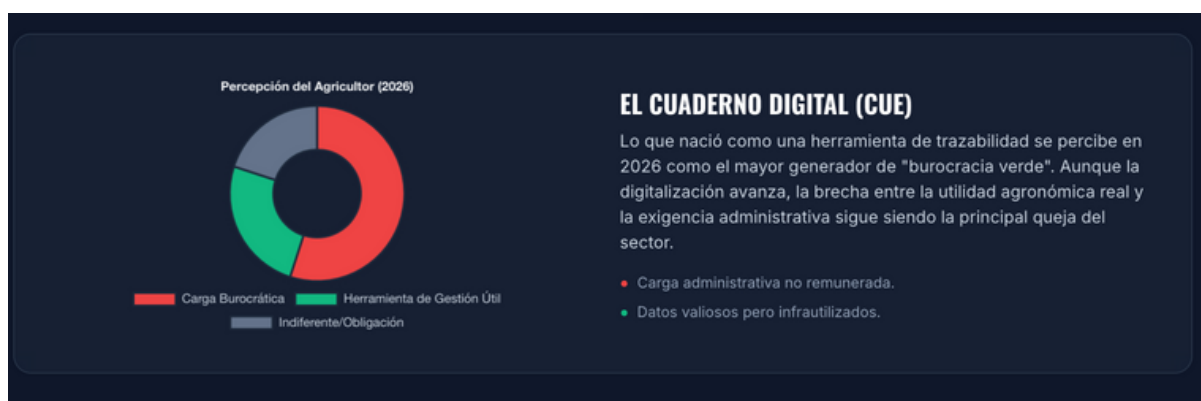 Percepción del Agricultor (2026)
Carga Burocrática
Herramienta de Gestión Útil
Indiferente/Obligación
EL CUADERNO DIGITAL (CUE)
Lo que nació como una herramienta de trazabilidad se percibe en
2026 como el mayor generador de "burocracia verde". Aunque la
digitalización avanza, la brecha entre la utilidad agronómica real y
la exigencia administrativa sigue siendo la principal queja del
sector.
Carga administrativa no remunerada.
Datos valiosos pero infrautilizados.